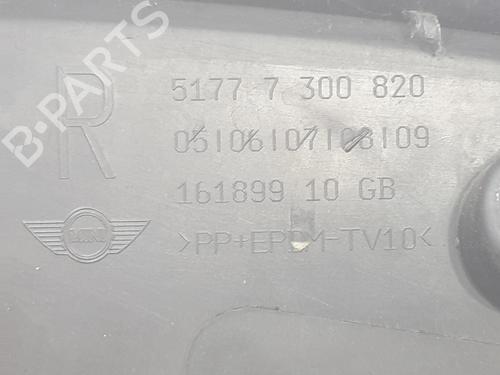 R
5177 7 300 820
05|06|07|08|09
161899 10 GB
MINI
>PP+EPDM-TV10<
B-PARTS